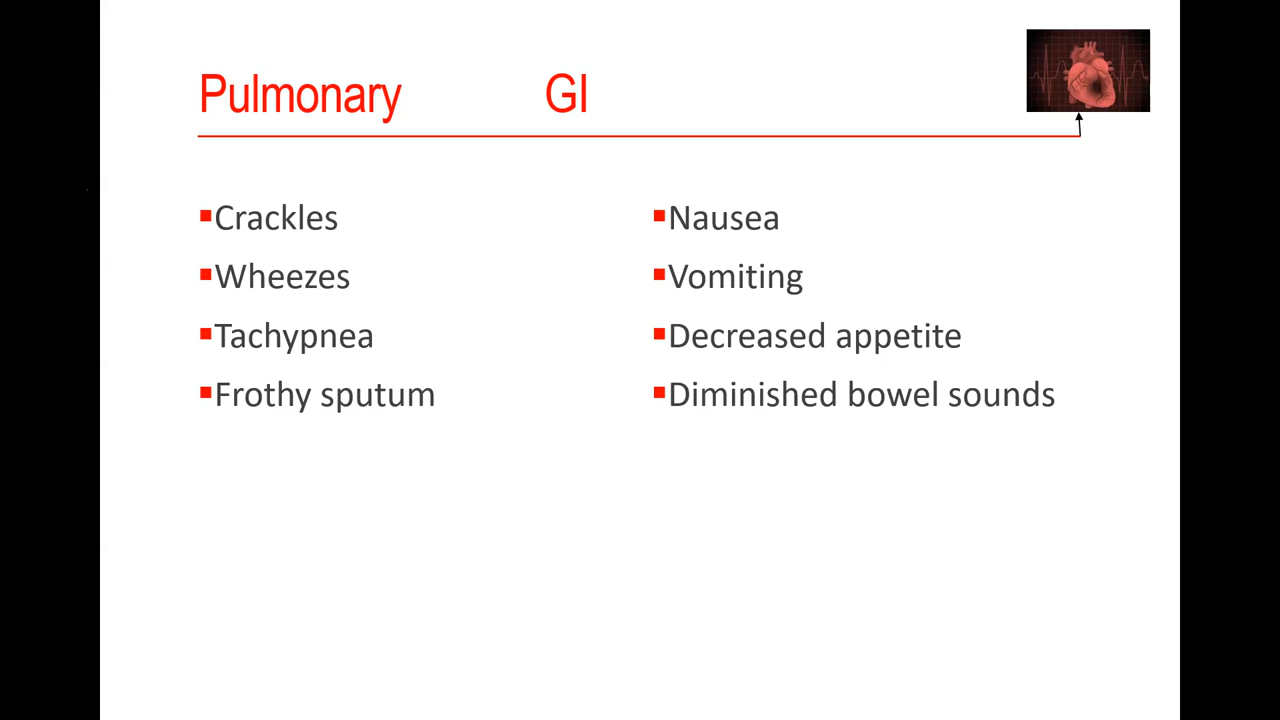 Pulmonary GI
Crackles
Wheezes
Tachypnea
Frothy sputum
Nausea
Vomiting
Decreased appetite
Diminished bowel sounds